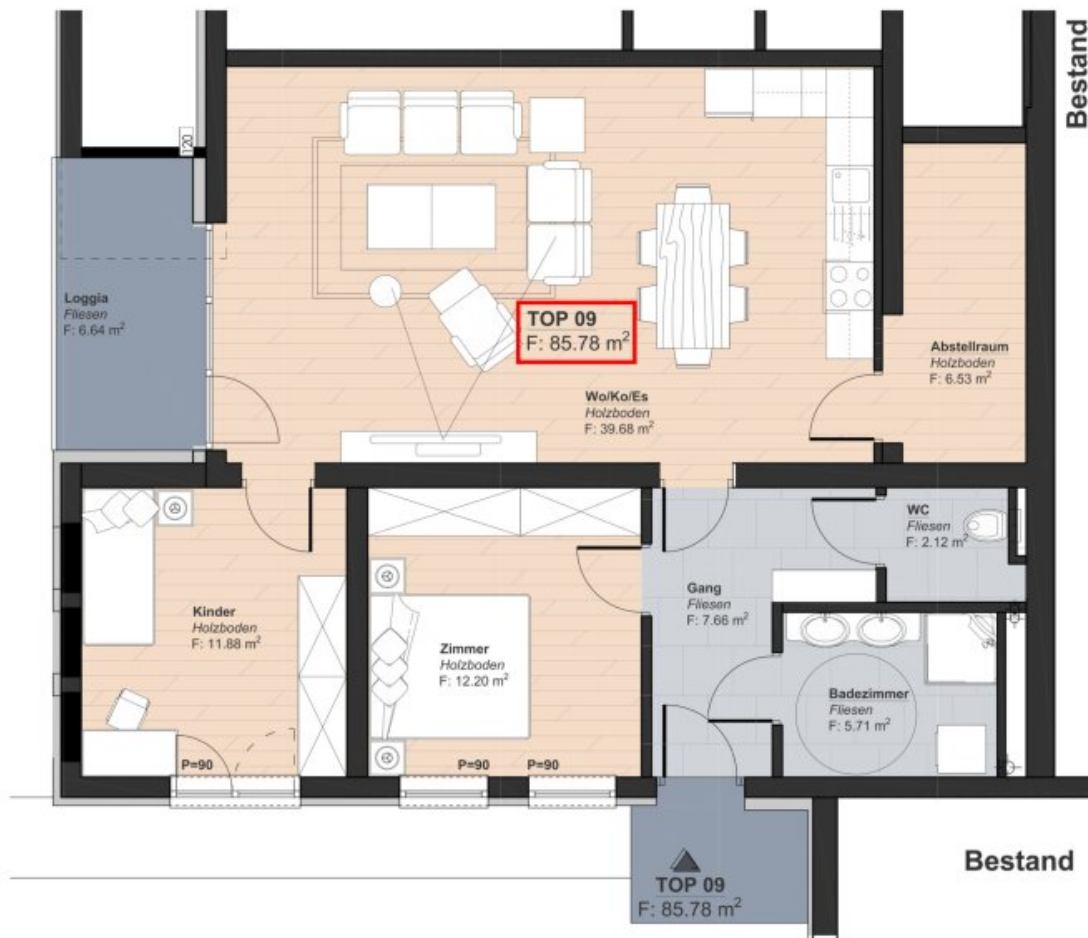 Bestand
120
Loggia
Fliesen
F: 6.64 m²
TOP 09
F: 85.78 m²
Abstellraum
Holzboden
F: 6.53 m²
Wo/Ko/Es
Holzboden
F: 39.68 m²
WC
Fliesen
F: 2.12 m²
Gang
Fliesen
F: 7.66 m²
Kinder
Holzboden
F: 11.88 m²
Zimmer
Holzboden
F: 12.20 m²
Badezimmer
Fliesen
F: 5.71 m²
P=90
P=90
P=90
Bestand
TOP 09
F: 85.78 m²